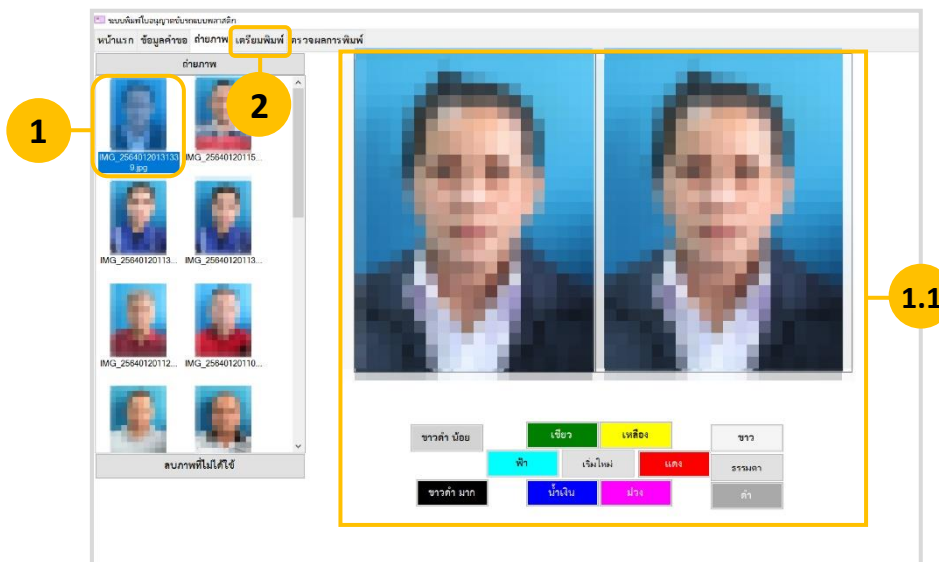 ระบบพิมพ์ใบอนุญาตขับรถแบบพลาสติก
หน้าแรก ข้อมูลคำขอ ถ่ายภาพ เตรียมพิมพ์ ตรวจผลการพิมพ์
ถ่ายภาพ
1
2
IMG_2564012013133
9.jpg
IMG_25640120115...
IMG_25640120113... IMG_25640120113...
IMG_25640120112... IMG_25640120110...
ลบภาพที่ไม่ได้ใช้
1.1
ขาวดำ น้อย เขียว เหลือง ขาว
ฟ้า เริ่มใหม่ แดง ธรรมดา
ขาวดำ มาก น้ำเงิน ม่วง ดำ